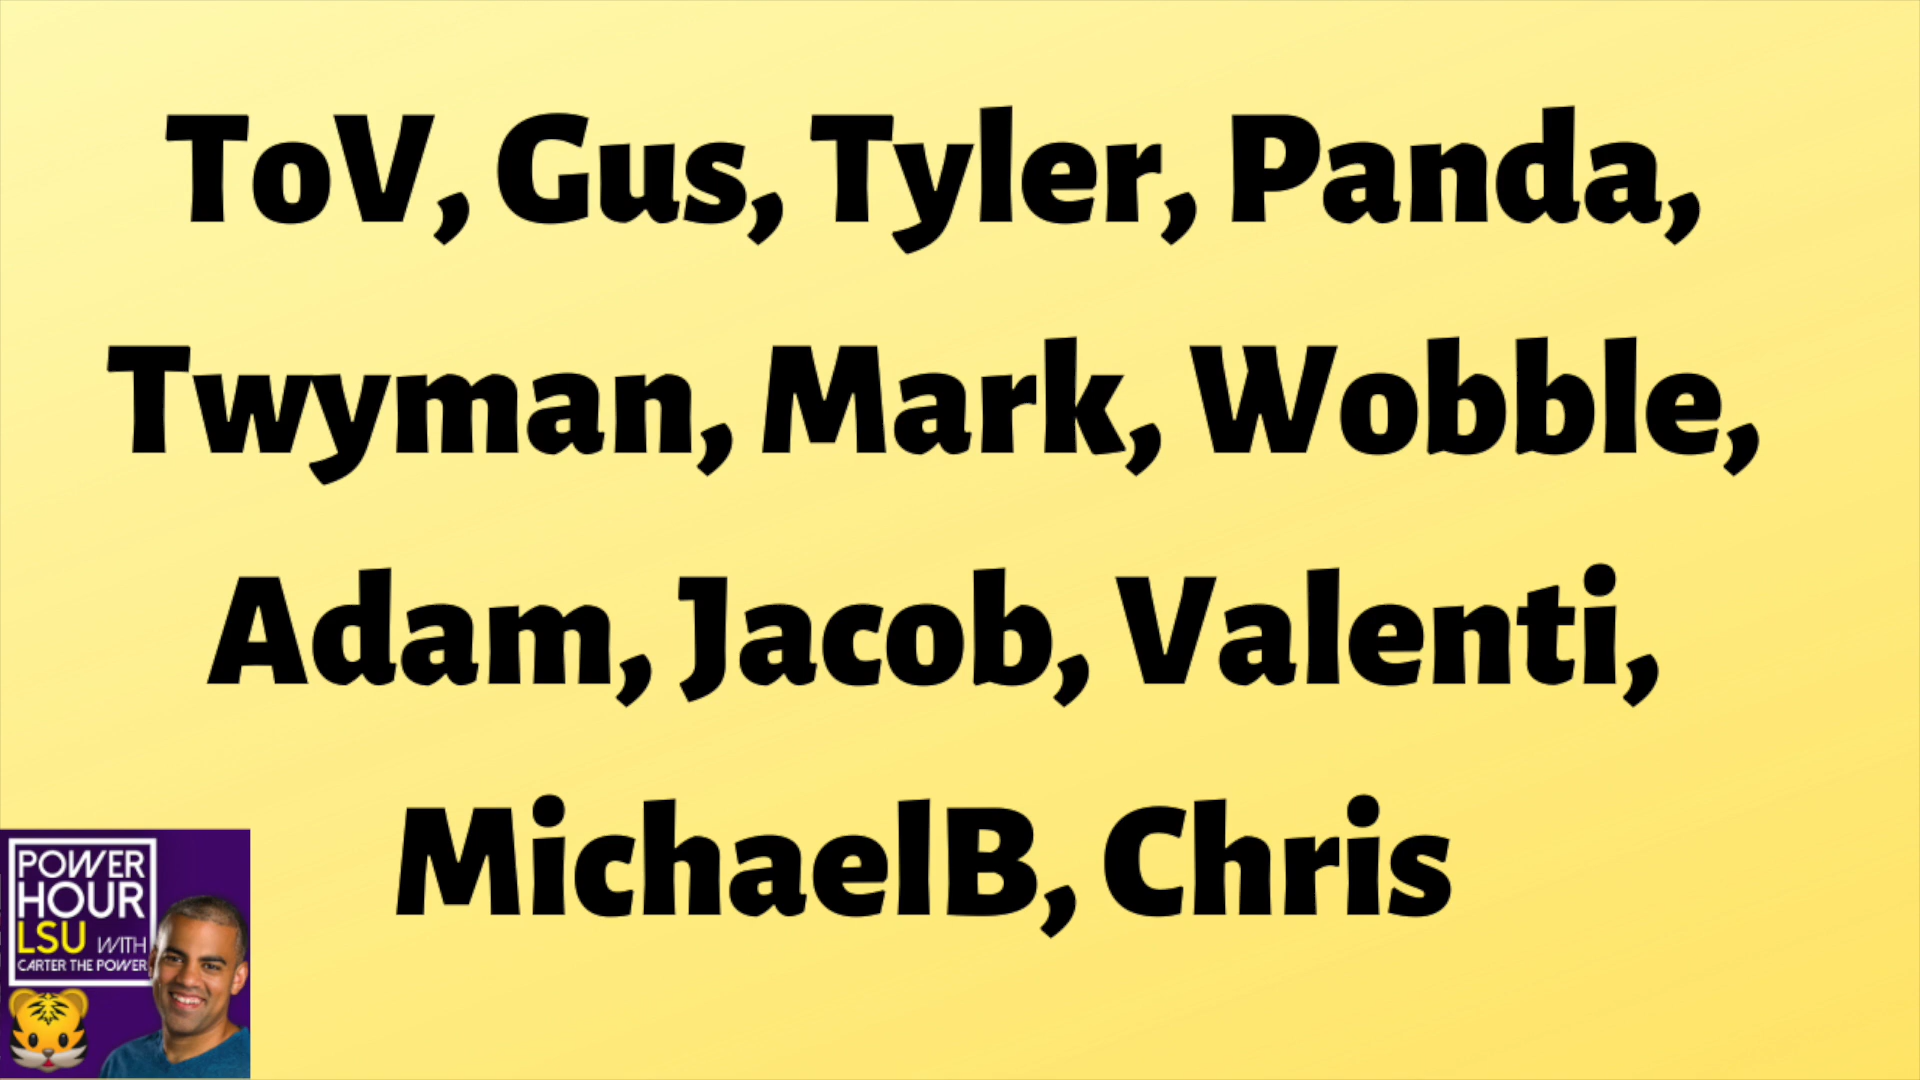 ToV, Gus, Tyler, Panda,
Twyman, Mark, Wobble,
Adam, Jacob, Valenti,
MichaelB, Chris
POWER
HOUR
LSU WITH
CARTER THE POWER